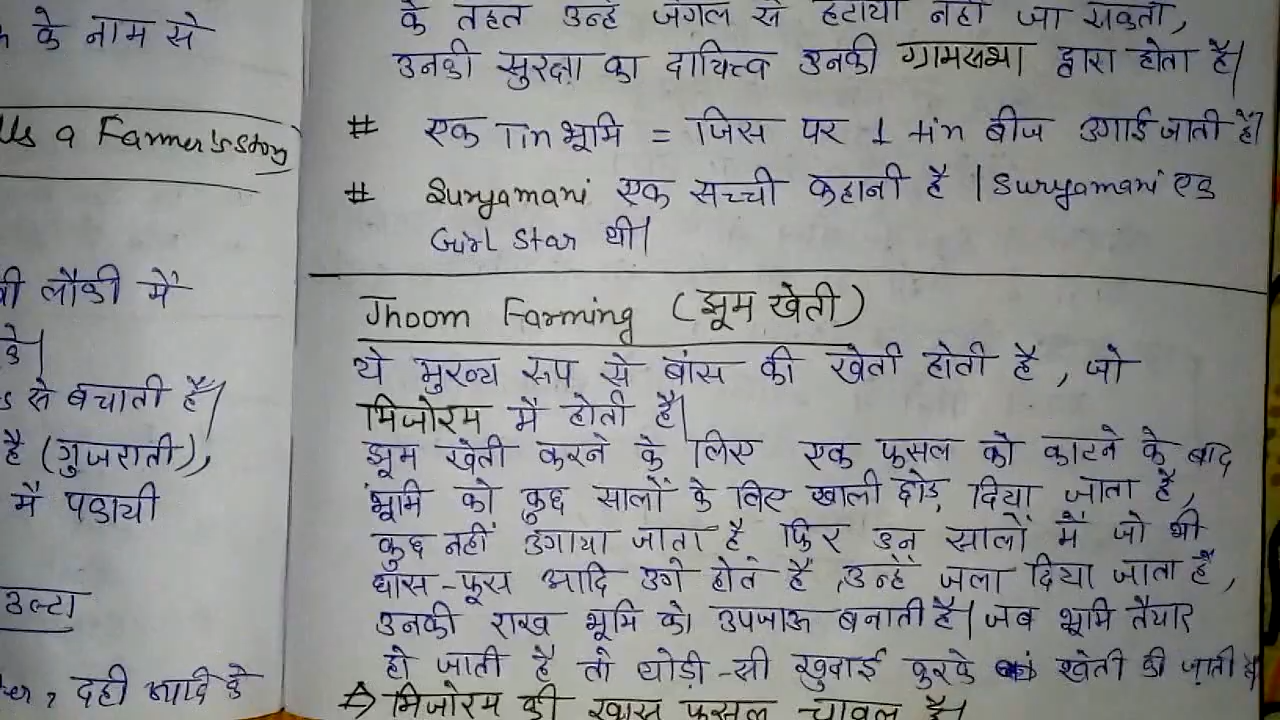 के नाम से
a Farmer's Story
लौकी में
है।
से बचाती है।
है (गुजराती),
में पडायी
उल्टा
दही आदि के
के तहत उन्हे जंगल से हटाया नहीं जा सकता,
उनकी सुरक्षा का दायित्व उनकी ग्रामसभा द्वारा होता है।
# एक Tin भूमि = जिस पर 1 tin बीज उगाई जाती है।
# Suryamani एक सच्ची कहानी है। Suryamani एक
Girl Star थी।
Jhoom Farming (झूम खेती)
ये मुख्य रूप से बांस की खेती होती है, जो
मिजोरम में होती है।
झूम खेती करने के लिए एक फसल को काटने के बाद
भूमि को कुछ सालों के लिए खाली छोड़ दिया जाता है,
कुछ नहीं उगाया जाता है फिर उन सालों में जो भी
घास-फूस आदि उगे होते हैं, उन्हें जला दिया जाता है,
उनकी राख भूमि को उपजाऊ बनाती है। जब भूमि तैयार
हो जाती है तो थोड़ी-सी खुदाई करके खेती की जाती है
⇒ मिजोरम की खास फसल चावल है।